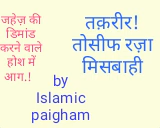 जहेज़ की
डिमांड
करने वाले
होश में
आग.!
तक़रीर!
तोसीफ रज़ा
मिसबाही
by
Islamic
paigham